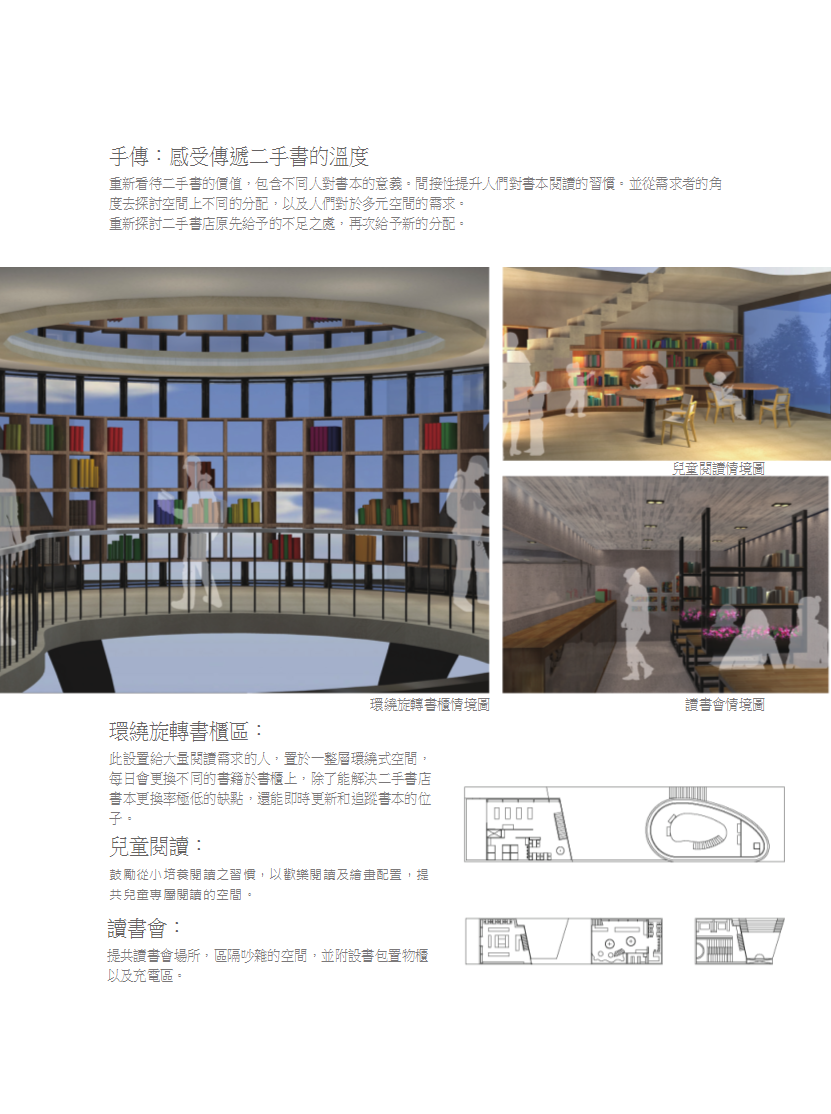 手傳：感受傳遞二手書的溫度
重新看待二手書的價值，包含不同人對書本的意義。間接性提升人們對書本閱讀的習慣。並從需求者的角
度去探討空間上不同的分配，以及人們對於多元空間的需求。
重新探討二手書店原先給予的不足之處，再次給予新的分配。
兒童閱讀情境圖
環繞旋轉書櫃情境圖
讀書會情境圖
環繞旋轉書櫃區：
此設置給大量閱讀需求的人，置於一整層環繞式空間，
每日會更換不同的書籍於書櫃上，除了能解決二手書店
書本更換率極低的缺點，還能即時更新和追蹤書本的位
子。
兒童閱讀：
鼓勵從小培養閱讀之習慣，以歡樂閱讀及繪畫配置，提
共兒童專屬閱讀的空間。
讀書會：
提共讀書會場所，區隔吵雜的空間，並附設書包置物櫃
以及充電區。